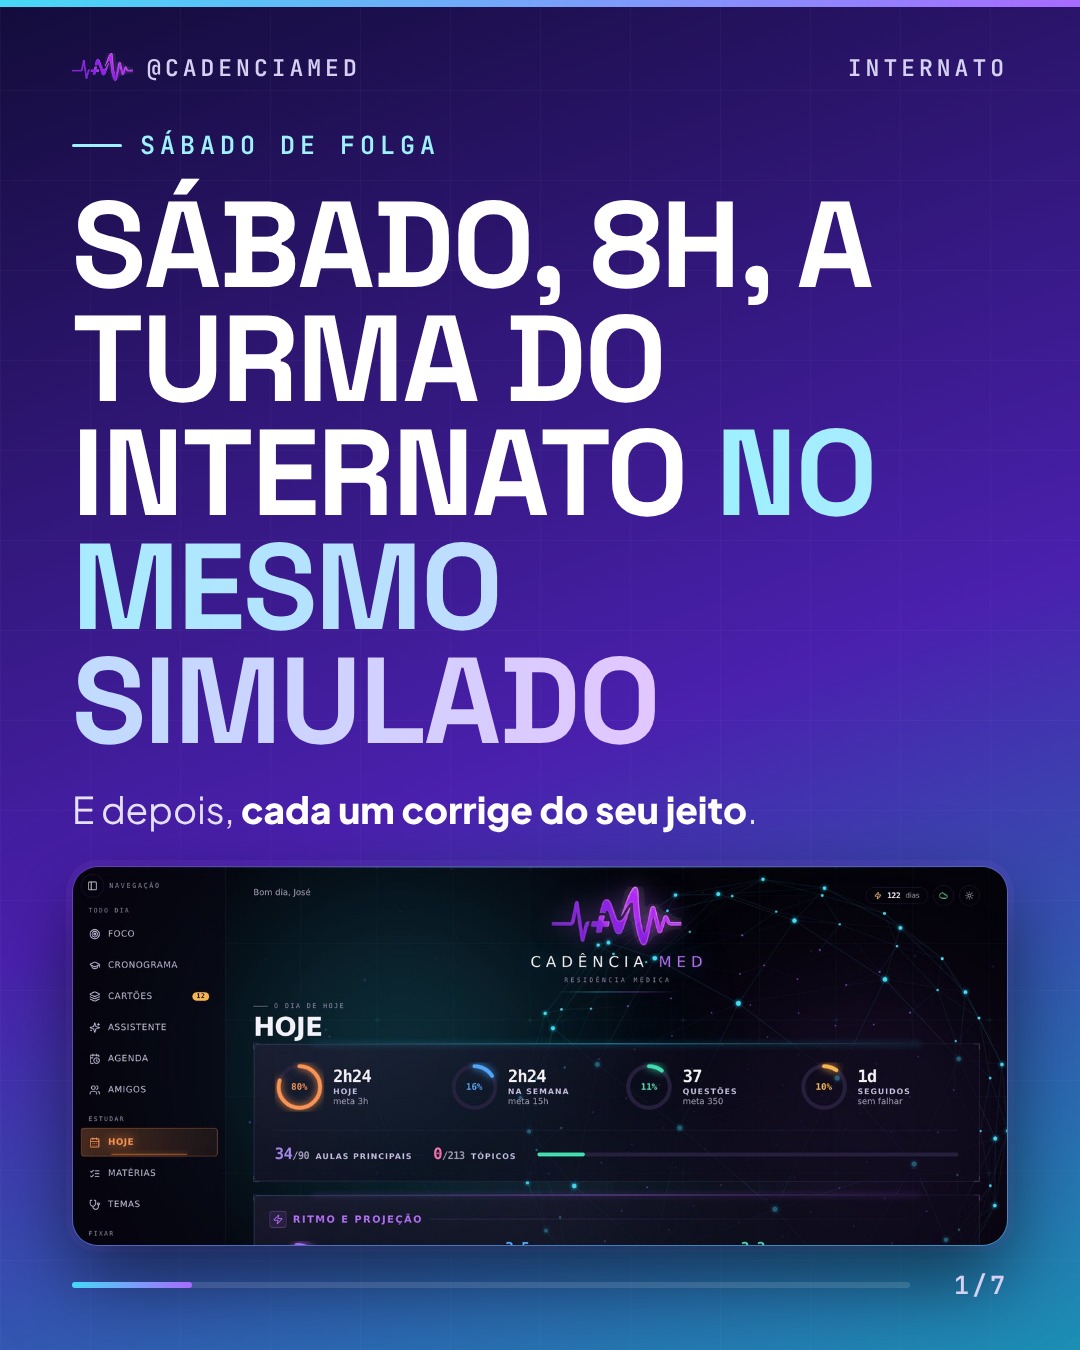 @CADENCIAMED
INTERNATO
SÁBADO DE FOLGA
SÁBADO, 8H, A
TURMA DO
INTERNATO NO
MESMO
SIMULADO
E depois, cada um corrige do seu jeito.
NAVEGAÇÃO
Bom dia, José
122 dias
TODO DIA
FOCO
CRONOGRAMA
CARTÕES 12
ASSISTENTE
AGENDA
AMIGOS
ESTUDAR
HOJE
MATÉRIAS
TEMAS
FIXAR
CADÊNCIA MED
RESIDÊNCIA MÉDICA
O DIA DE HOJE
HOJE
80% 2h24 HOJE meta 3h
16% 2h24 NA SEMANA meta 15h
11% 37 QUESTÕES meta 350
10% 1d SEGUIDOS sem falhar
34/90 AULAS PRINCIPAIS 0/213 TÓPICOS
RITMO E PROJEÇÃO
1/7